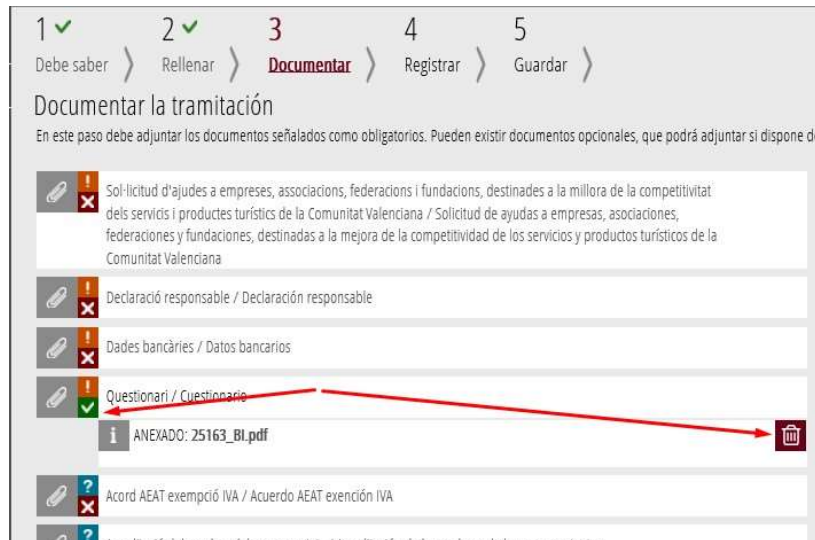 1 2 3 4 5
Debe saber Rellenar Documentar Registrar Guardar
Documentar la tramitación
En este paso debe adjuntar los documentos señalados como obligatorios. Pueden existir documentos opcionales, que podrá adjuntar si dispone d
Sol·licitud d'ajudes a empreses, associacions, federacions i fundacions, destinades a la millora de la competitivitat
dels servicis i productes turístics de la Comunitat Valenciana / Solicitud de ayudas a empresas, asociaciones,
federaciones y fundaciones, destinadas a la mejora de la competitividad de los servicios y productos turísticos de la
Comunitat Valenciana
Declaració responsable / Declaración responsable
Dades bancàries / Datos bancarios
Questionari / Cuestionario
ANEXADO: 25163_BI.pdf
Acord AEAT exempció IVA / Acuerdo AEAT exención IVA